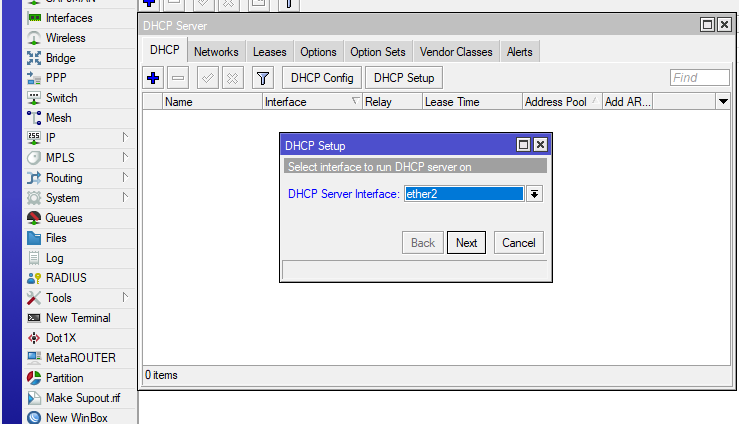 Interfaces
Wireless
Bridge
PPP
Switch
Mesh
255
IP
MPLS
Routing
System
Queues
Files
Log
RADIUS
Tools
New Terminal
Dot1X
MetaROUTER
Partition
Make Supout.rif
New WinBox
DHCP Server
DHCP Networks Leases Options Option Sets Vendor Classes Alerts
DHCP Config DHCP Setup Find
Name Interface Relay Lease Time Address Pool Add AR...
DHCP Setup
Select interface to run DHCP server on
DHCP Server Interface: ether2
Back Next Cancel
0 items